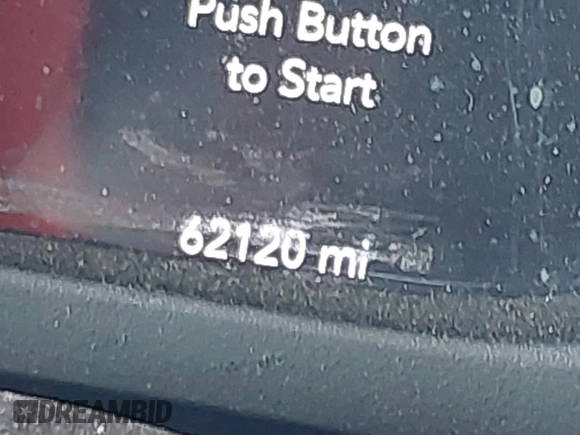 Push Button
to Start
62120 mi
DREAMBID